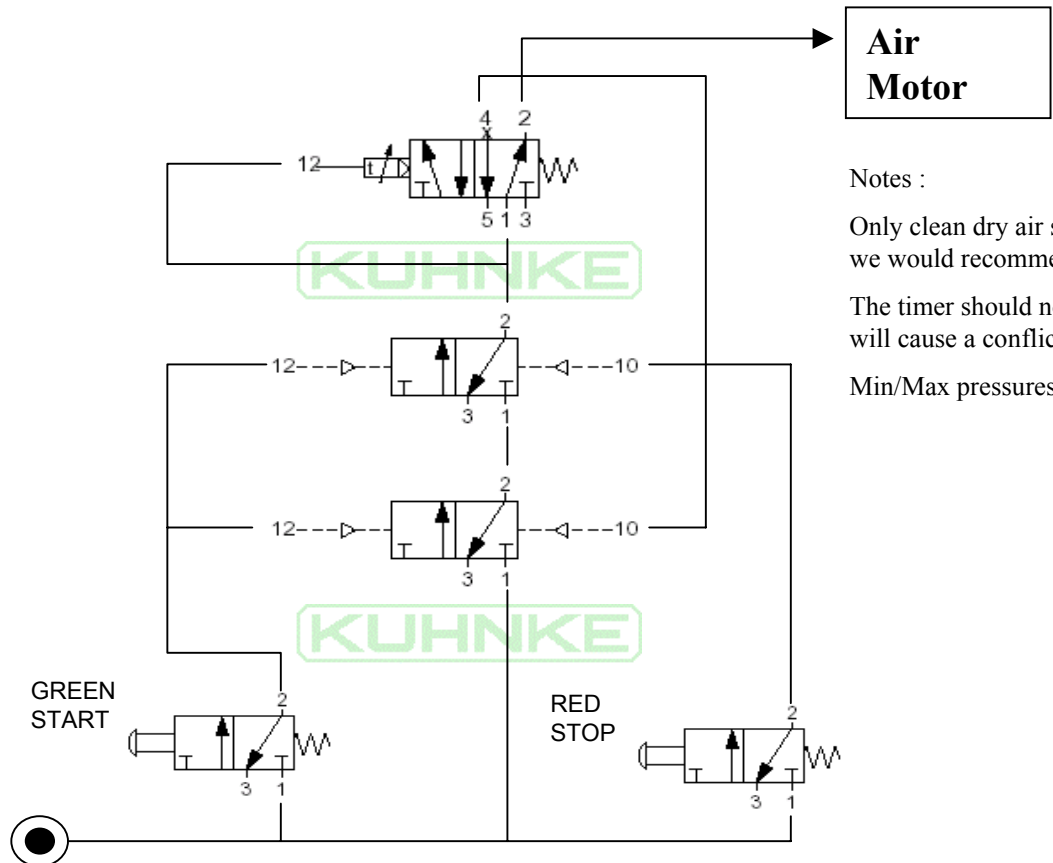 Air
Motor
4 2
x
12
t
5 1 3
KUHNKE
2
12
10
3 1
2
12
10
3 1
KUHNKE
GREEN
START
2
3 1
RED
STOP
2
3 1
Notes :
Only clean dry air
we would
The timer should
will cause a
Min/Max pressures